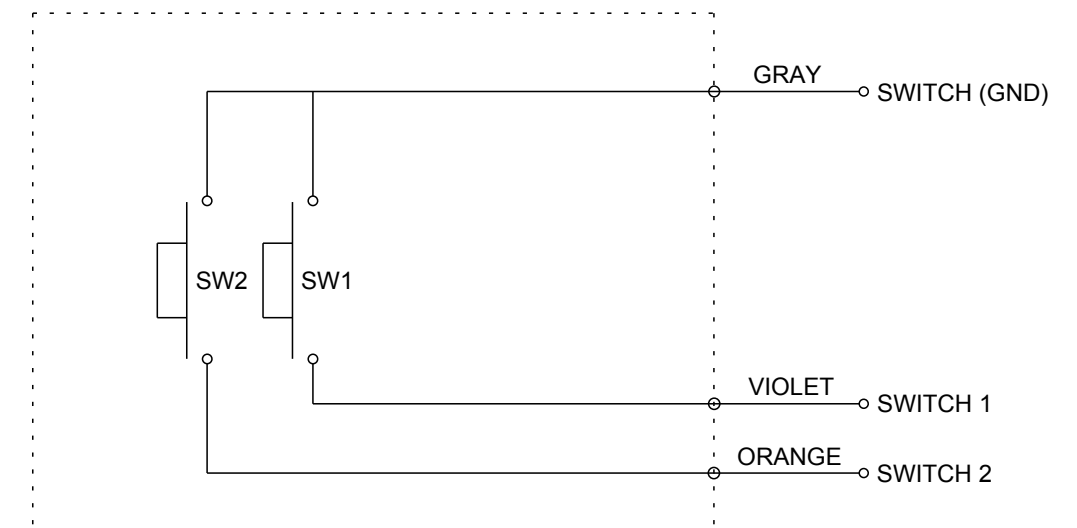 GRAY
SWITCH (GND)
SW2
SW1
VIOLET
SWITCH 1
ORANGE
SWITCH 2